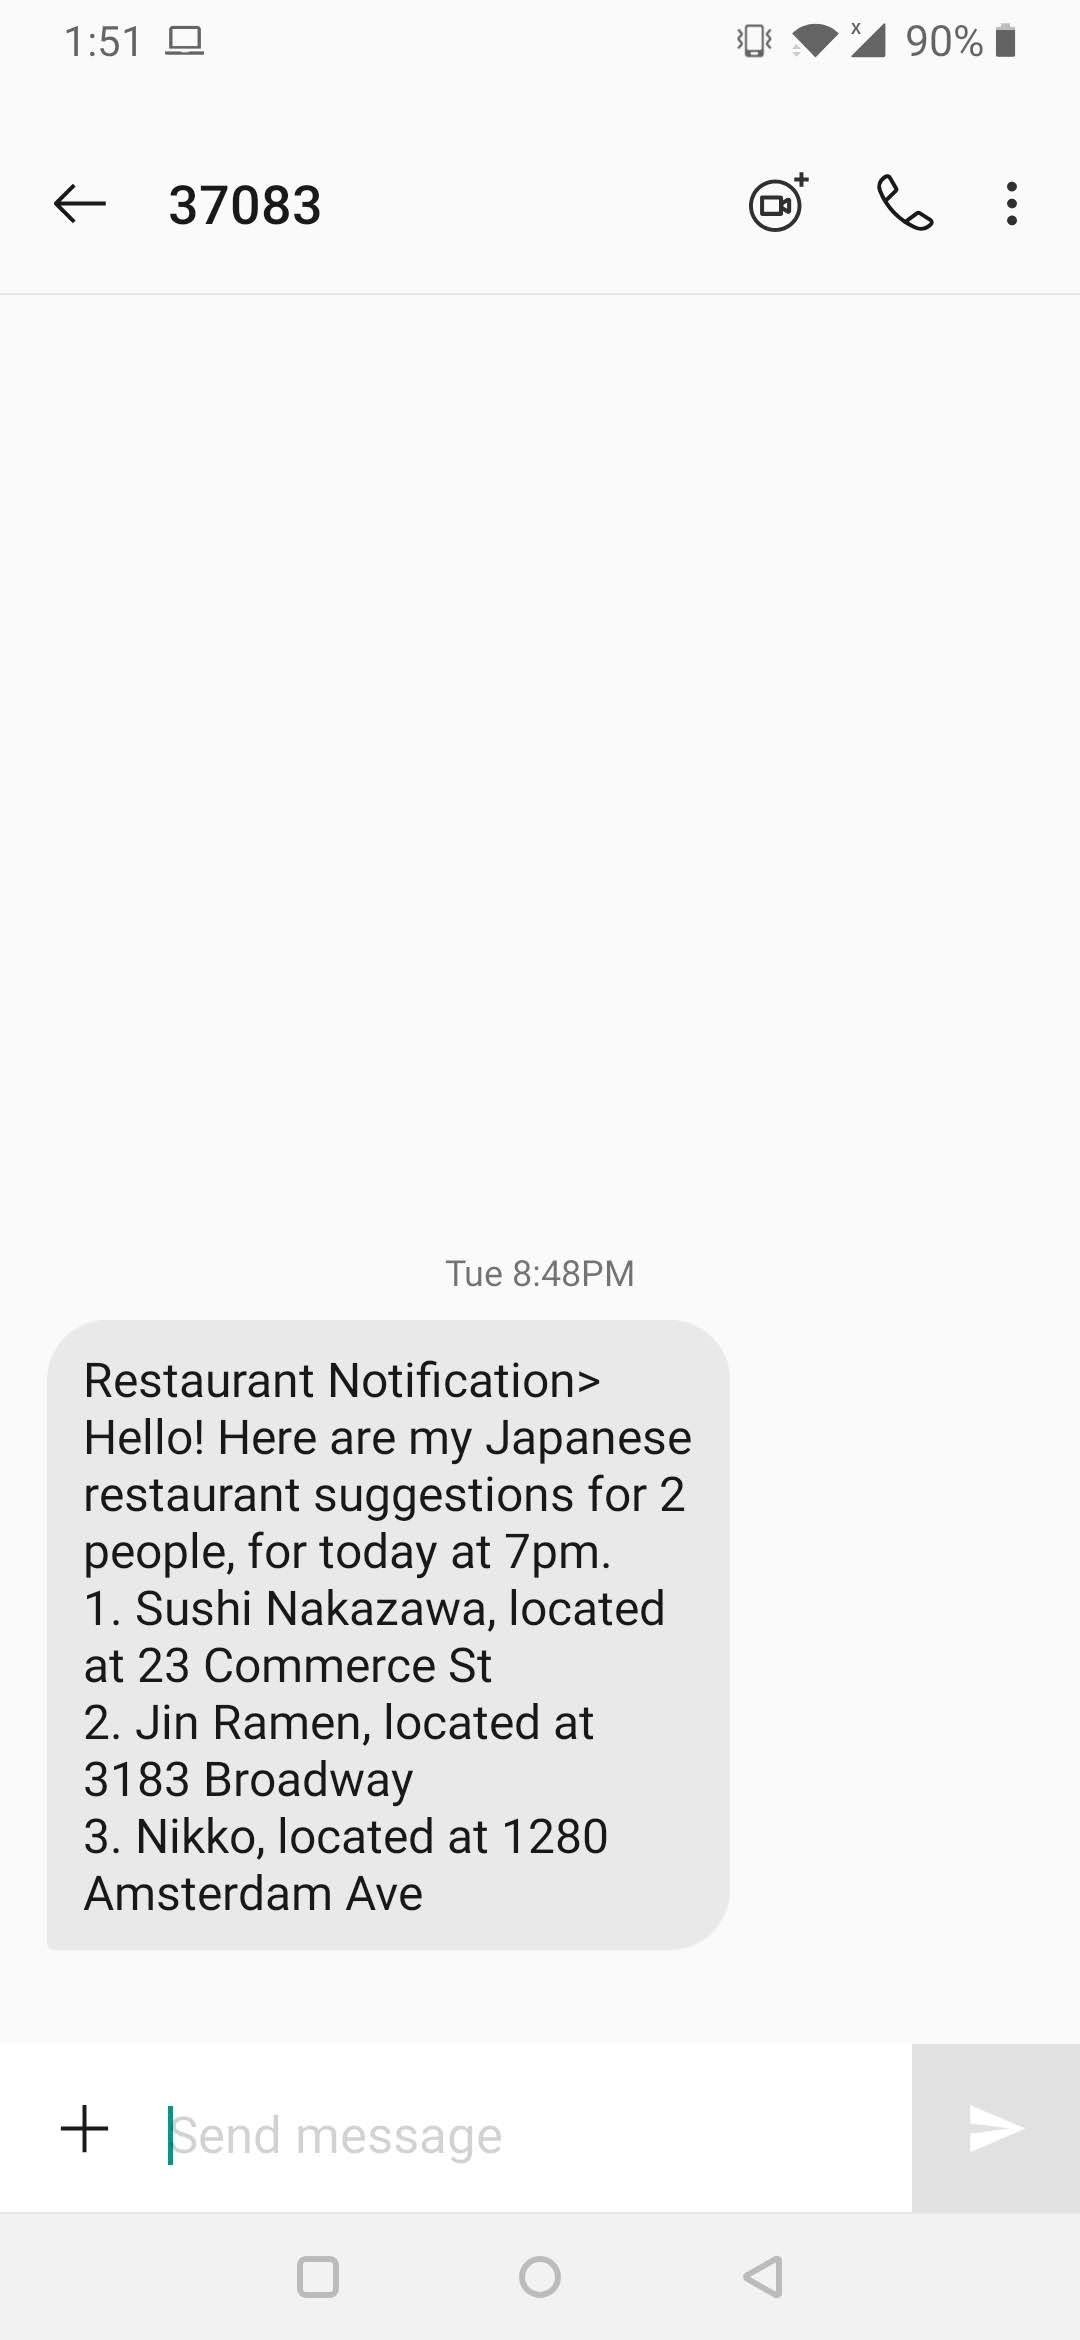 1:51
x
90%
37083
Tue 8:48PM
Restaurant Notification>
Hello! Here are my Japanese
restaurant suggestions for 2
people, for today at 7pm.
1. Sushi Nakazawa, located
at 23 Commerce St
2. Jin Ramen, located at
3183 Broadway
3. Nikko, located at 1280
Amsterdam Ave
Send message